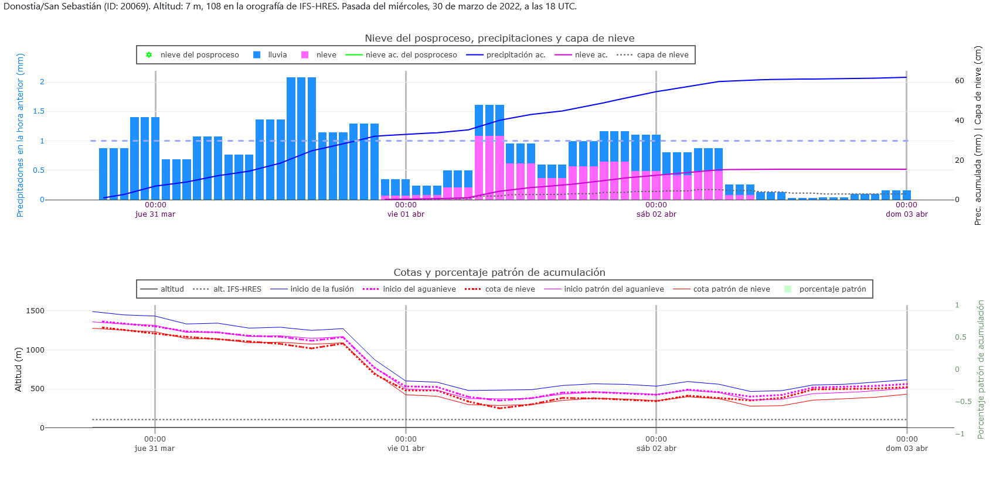 Donostia/San Sebastián (ID: 20069). Altitud: 7 m, 108 en la orografía de IFS-HRES. Pasada del miércoles, 30 de marzo de 2022, a las 18 UTC.
Nieve del posproceso, precipitaciones y capa de nieve
nieve del posproceso lluvia nieve nieve ac. del posproceso precipitación ac. nieve ac. capa de nieve
Precipitaciones en la hora anterior (mm)
2
1.5
1
0.5
0
60
40
20
0
Prec. acumulada (mm) | Capa de nieve (cm)
00:00 00:00 00:00 00:00
jue 31 mar vie 01 abr sáb 02 abr dom 03 abr
Cotas y porcentaje patrón de acumulación
altitud alt. IFS-HRES inicio de la fusión inicio del aguanieve cota de nieve inicio patrón del aguanieve cota patrón de nieve porcentaje patrón
Altitud (m)
1500
1000
500
0
1
0.5
0
−0.5
−1
Porcentaje patrón de acumulación
00:00 00:00 00:00 00:00
jue 31 mar vie 01 abr sáb 02 abr dom 03 abr